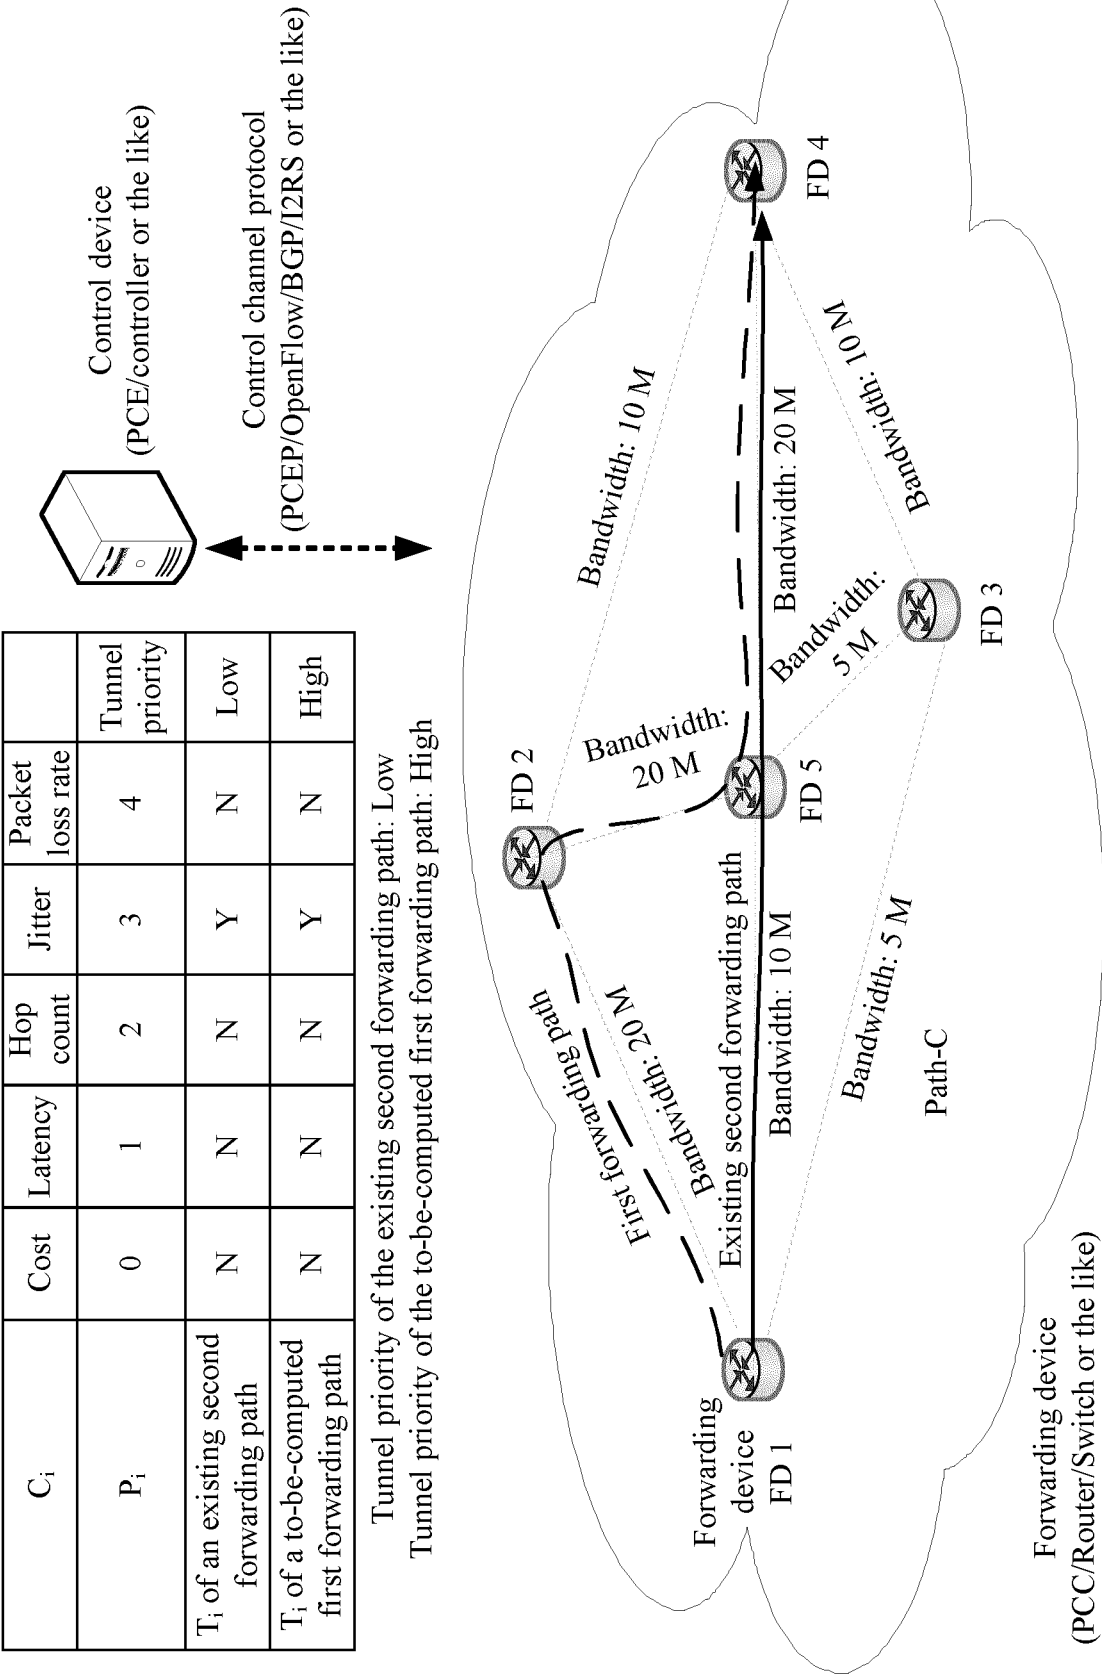 C_i
Cost
Latency
Hop
count
Jitter
Packet
loss rate
P_i
0
1
2
3
4
Tunnel
priority
T_i of an existing second
forwarding path
N
N
N
Y
N
Low
T_i of a to-be-computed
first forwarding path
N
N
N
Y
N
High
Tunnel priority of the existing second forwarding path: Low
Tunnel priority of the to-be-computed first forwarding path: High
Control device
(PCE/controller or the like)
Control channel protocol
(PCEP/OpenFlow/BGP/I2RS or the like)
FD 2
Bandwidth: 10 M
First forwarding path
Bandwidth: 20 M
Bandwidth:
20 M
Existing second forwarding path
Bandwidth: 10 M
Bandwidth: 20 M
Forwarding
device
FD 1
FD 5
FD 4
Bandwidth:
5 M
Bandwidth: 10 M
Bandwidth: 5 M
FD 3
Path-C
Forwarding device
(PCC/Router/Switch or the like)